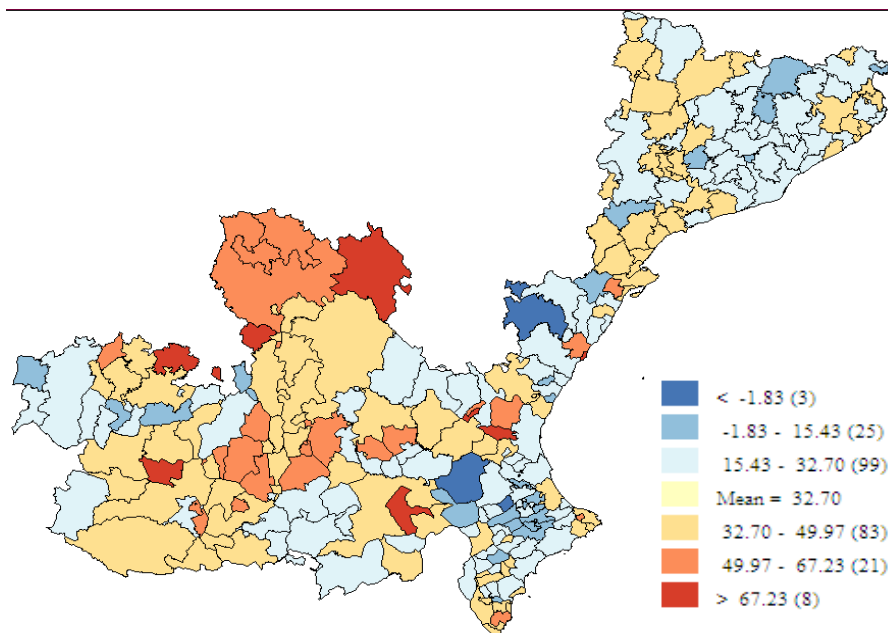 < -1.83 (3)
-1.83 - 15.43 (25)
15.43 - 32.70 (99)
Mean = 32.70
32.70 - 49.97 (83)
49.97 - 67.23 (21)
> 67.23 (8)